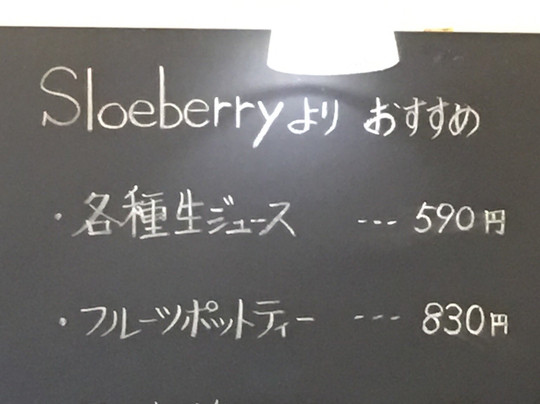 Sloeberryより おすすめ
・各種生ジュース --- 590円
・フルーツポットティー --- 830円